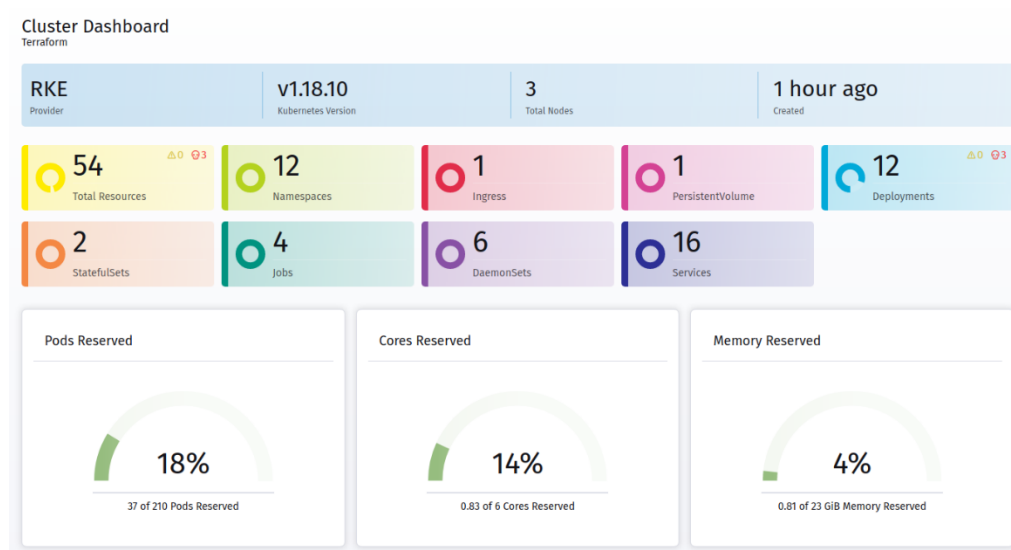 Cluster Dashboard
Terraform
RKE
Provider
v1.18.10
Kubernetes Version
3
Total Nodes
1 hour ago
Created
54
0 3
Total Resources
12
Namespaces
1
Ingress
1
PersistentVolume
12
0 3
Deployments
2
StatefulSets
4
Jobs
6
DaemonSets
16
Services
Pods Reserved
18%
37 of 210 Pods Reserved
Cores Reserved
14%
0.83 of 6 Cores Reserved
Memory Reserved
4%
0.81 of 23 GiB Memory Reserved